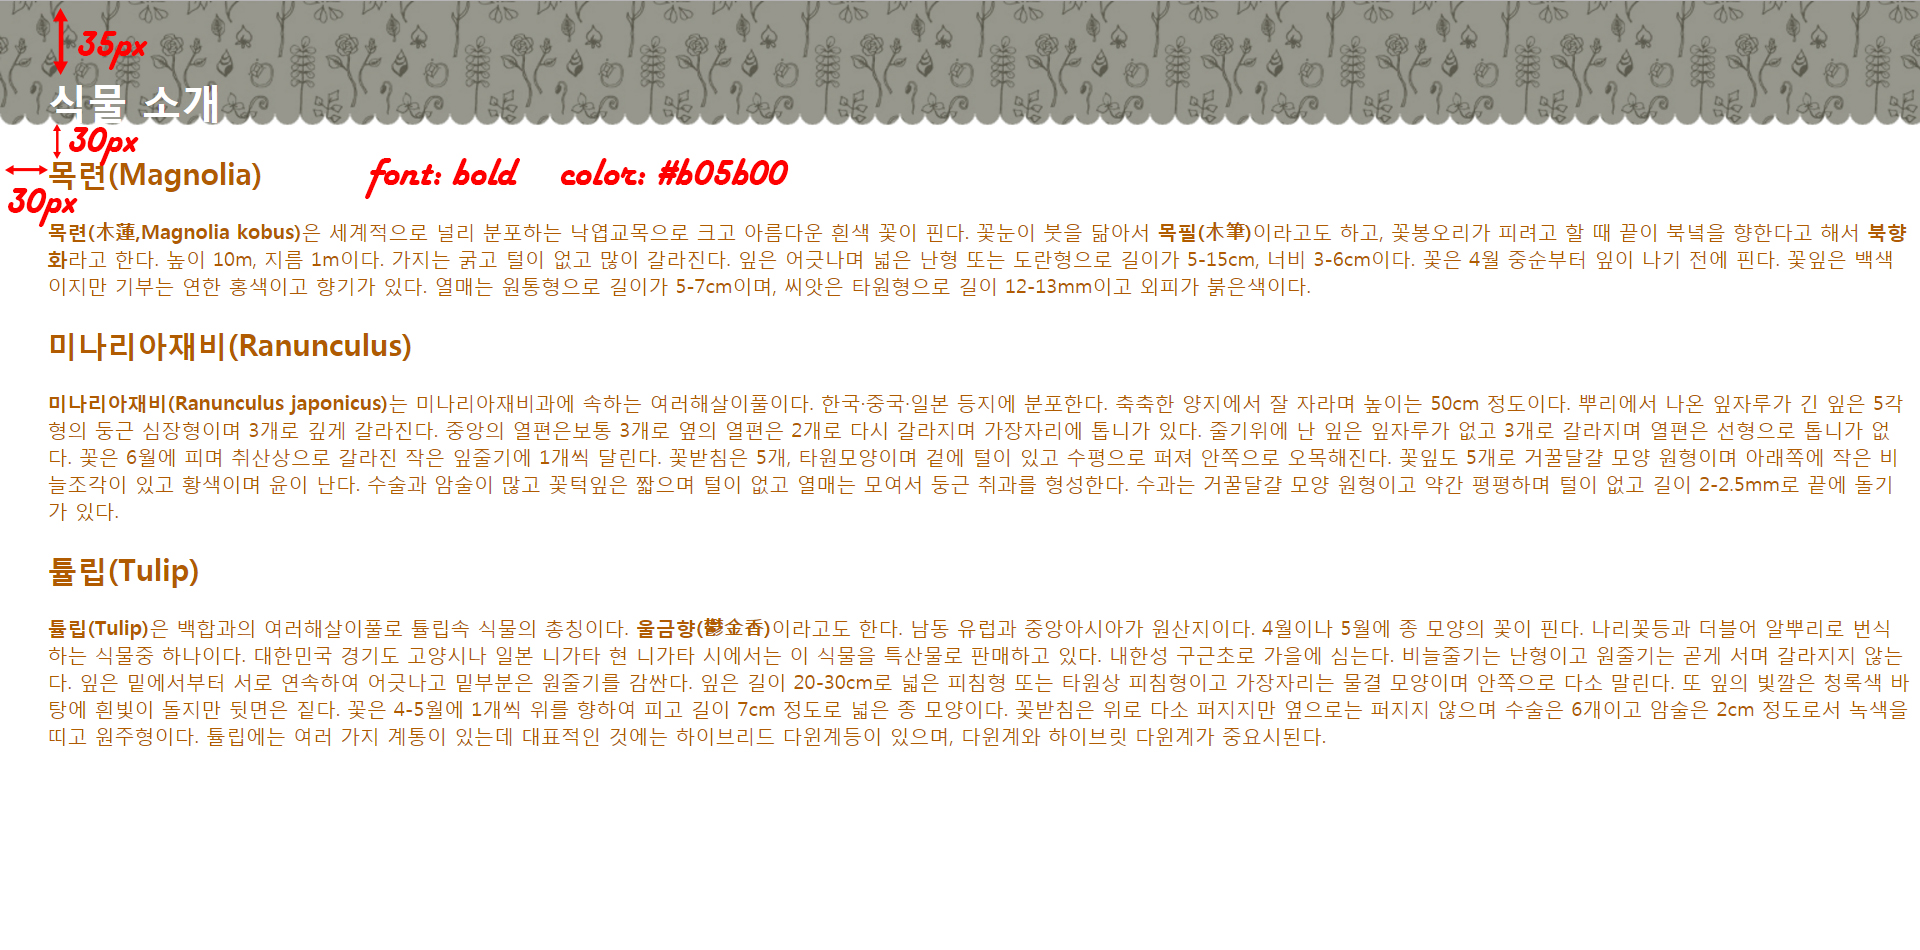 35px
식물 소개
30px
목련(Magnolia) font: bold color: #b05b00
30px
목련(木蓮,Magnolia kobus)은 세계적으로 널리 분포하는 낙엽교목으로 크고 아름다운 흰색 꽃이 핀다. 꽃눈이 붓을 닮아서 목필(木筆)이라고도 하고, 꽃봉오리가 피려고 할 때 끝이 북녘을 향한다고 해서 북향
화라고 한다. 높이 10m, 지름 1m이다. 가지는 굵고 털이 없고 많이 갈라진다. 잎은 어긋나며 넓은 난형 또는 도란형으로 길이가 5-15cm, 너비 3-6cm이다. 꽃은 4월 중순부터 잎이 나기 전에 핀다. 꽃잎은 백색
이지만 기부는 연한 홍색이고 향기가 있다. 열매는 원통형으로 길이가 5-7cm이며, 씨앗은 타원형으로 길이 12-13mm이고 외피가 붉은색이다.
미나리아재비(Ranunculus)
미나리아재비(Ranunculus japonicus)는 미나리아재비과에 속하는 여러해살이풀이다. 한국·중국·일본 등지에 분포한다. 축축한 양지에서 잘 자라며 높이는 50cm 정도이다. 뿌리에서 나온 잎자루가 긴 잎은 5각
형의 둥근 심장형이며 3개로 깊게 갈라진다. 중앙의 열편은보통 3개로 옆의 열편은 2개로 다시 갈라지며 가장자리에 톱니가 있다. 줄기위에 난 잎은 잎자루가 없고 3개로 갈라지며 열편은 선형으로 톱니가 없
다. 꽃은 6월에 피며 취산상으로 갈라진 작은 잎줄기에 1개씩 달린다. 꽃받침은 5개, 타원모양이며 겉에 털이 있고 수평으로 퍼져 안쪽으로 오목해진다. 꽃잎도 5개로 거꿀달걀 모양 원형이며 아래쪽에 작은 비
늘조각이 있고 황색이며 윤이 난다. 수술과 암술이 많고 꽃턱잎은 짧으며 털이 없고 열매는 모여서 둥근 취과를 형성한다. 수과는 거꿀달걀 모양 원형이고 약간 평평하며 털이 없고 길이 2-2.5mm로 끝에 돌기
가 있다.
튤립(Tulip)
튤립(Tulip)은 백합과의 여러해살이풀로 튤립속 식물의 총칭이다. 울금향(鬱金香)이라고도 한다. 남동 유럽과 중앙아시아가 원산지이다. 4월이나 5월에 종 모양의 꽃이 핀다. 나리꽃등과 더불어 알뿌리로 번식
하는 식물중 하나이다. 대한민국 경기도 고양시나 일본 니가타 현 니가타 시에서는 이 식물을 특산물로 판매하고 있다. 내한성 구근초로 가을에 심는다. 비늘줄기는 난형이고 원줄기는 곧게 서며 갈라지지 않는
다. 잎은 밑에서부터 서로 연속하여 어긋나고 밑부분은 원줄기를 감싼다. 잎은 길이 20-30cm로 넓은 피침형 또는 타원상 피침형이고 가장자리는 물결 모양이며 안쪽으로 다소 말린다. 또 잎의 빛깔은 청록색 바
탕에 흰빛이 돌지만 뒷면은 짙다. 꽃은 4-5월에 1개씩 위를 향하여 피고 길이 7cm 정도로 넓은 종 모양이다. 꽃받침은 위로 다소 퍼지지만 옆으로는 퍼지지 않으며 수술은 6개이고 암술은 2cm 정도로서 녹색을
띠고 원주형이다. 튤립에는 여러 가지 계통이 있는데 대표적인 것에는 하이브리드 다윈계등이 있으며, 다윈계와 하이브릿 다윈계가 중요시된다.